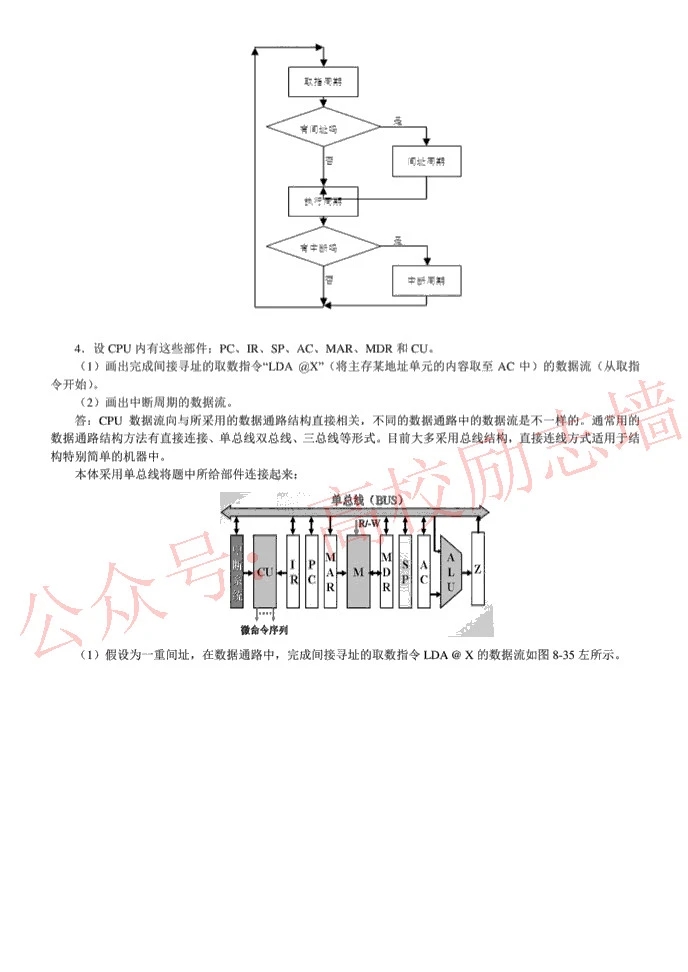 取指周期
有间址吗
是
间址周期
否
执行周期
有中断吗
是
中断周期
否
4．设 CPU 内有这些部件：PC、IR、SP、AC、MAR、MDR 和 CU。
（1）画出完成间接寻址的取数指令“LDA @X”（将主存某地址单元的内容取至 AC 中）的数据流（从取指
令开始）。
（2）画出中断周期的数据流。
答：CPU 数据流向与所采用的数据通路结构直接相关，不同的数据通路中的数据流是不一样的。通常用的
数据通路结构方法有直接连接、单总线双总线、三总线等形式。目前大多采用总线结构，直接连线方式适用于结
构特别简单的机器中。
本体采用单总线将题中所给部件连接起来；
单总线（BUS）
R/-W
中断系统
CU
IR
PC
MAR
M
MDR
SP
AC
ALU
Z
微命令序列
（1）假设为一重间址，在数据通路中，完成间接寻址的取数指令 LDA @ X 的数据流如图 8-35 左所示。
公众号：高校励志墙